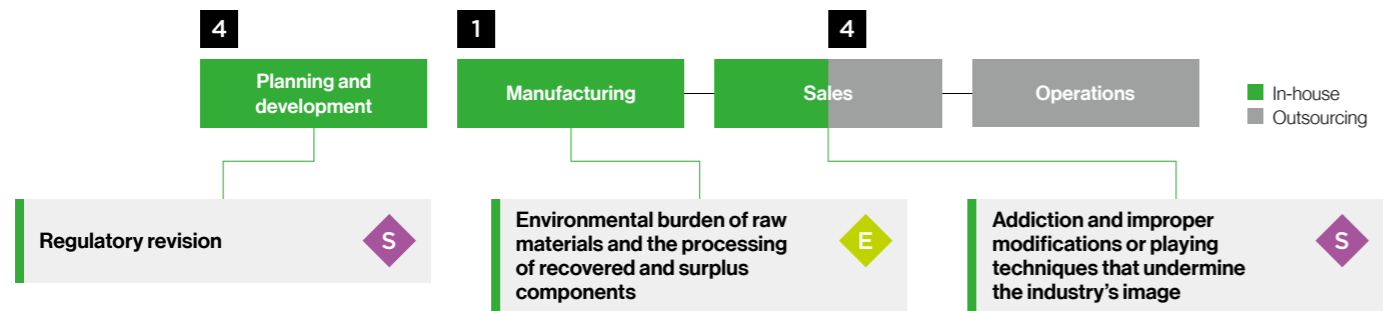 4
1
4
Planning and
development
Manufacturing
Sales
Operations
In-house
Outsourcing
Regulatory revision
S
Environmental burden of raw
materials and the processing
of recovered and surplus
components
E
Addiction and improper
modifications or playing
techniques that undermine
the industry's image
S